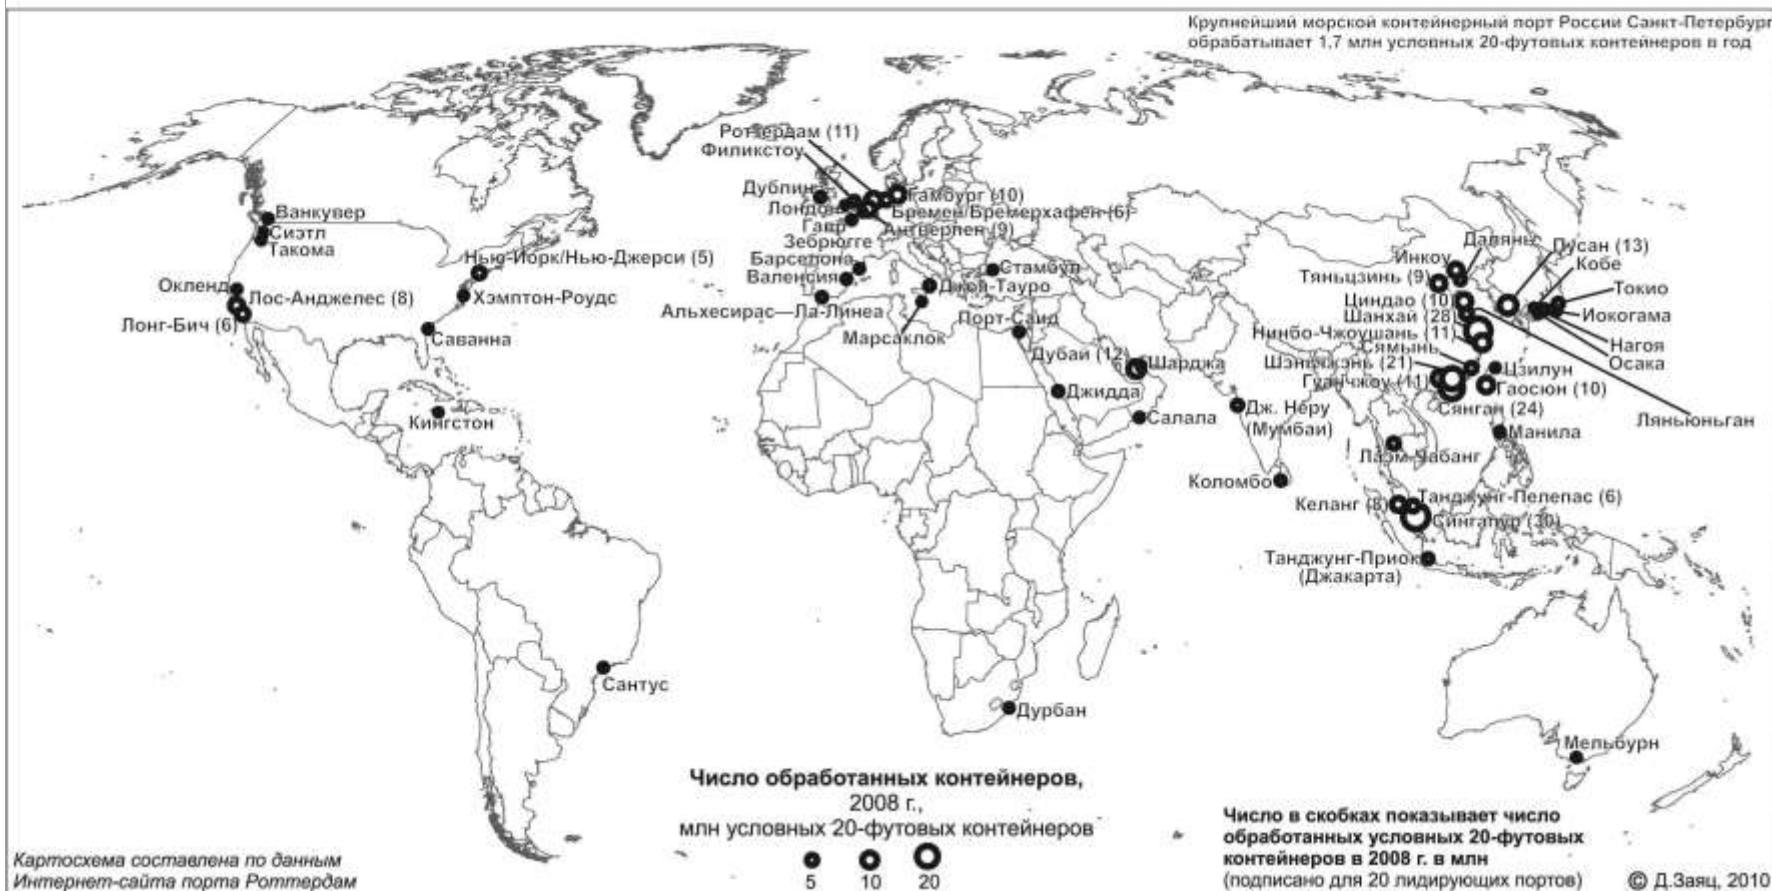 Крупнейший морской контейнерный порт России Санкт-Петербург
обрабатывает 1,7 млн условных 20-футовых контейнеров в год
Роттердам (11)
Филикстоу
Дублин
Лондон
Гавр
Зебрюгге
Гамбург (10)
Бремен/Бремерхафен (6)
Антверпен (9)
Барселона
Валенсия
Альхесирас—Ла-Линеа
Марсаклок
Джоя-Тауро
Стамбул
Порт-Саид
Ванкувер
Сиэтл
Такома
Нью-Йорк/Нью-Джерси (5)
Окленд
Лос-Анджелес (8)
Лонг-Бич (6)
Хэмптон-Роудс
Саванна
Кингстон
Сантус
Дурбан
Дубай (12)
Шарджа
Джидда
Салала
Дж. Неру
(Мумбаи)
Коломбо
Далянь
Инкоу
Тяньцзинь (9)
Пусан (13)
Кобе
Токио
Иокогама
Нагоя
Осака
Циндао (10)
Шанхай (28)
Нинбо-Чжоушань (11)
Сямынь
Шэньчжэнь (21)
Гуанчжоу (11)
Цзилун
Гаосюн (10)
Сянган (24)
Ляньюньган
Манила
Лаэм-Чабанг
Келанг (8)
Танджунг-Пелепас (6)
Сингапур (30)
Танджунг-Приок
(Джакарта)
Мельбурн
Число обработанных контейнеров,
2008 г.,
млн условных 20-футовых контейнеров
5 10 20
Число в скобках показывает число
обработанных условных 20-футовых
контейнеров в 2008 г. в млн
(подписано для 20 лидирующих портов)
Картосхема составлена по данным
Интернет-сайта порта Роттердам
© Д.Заяц, 2010